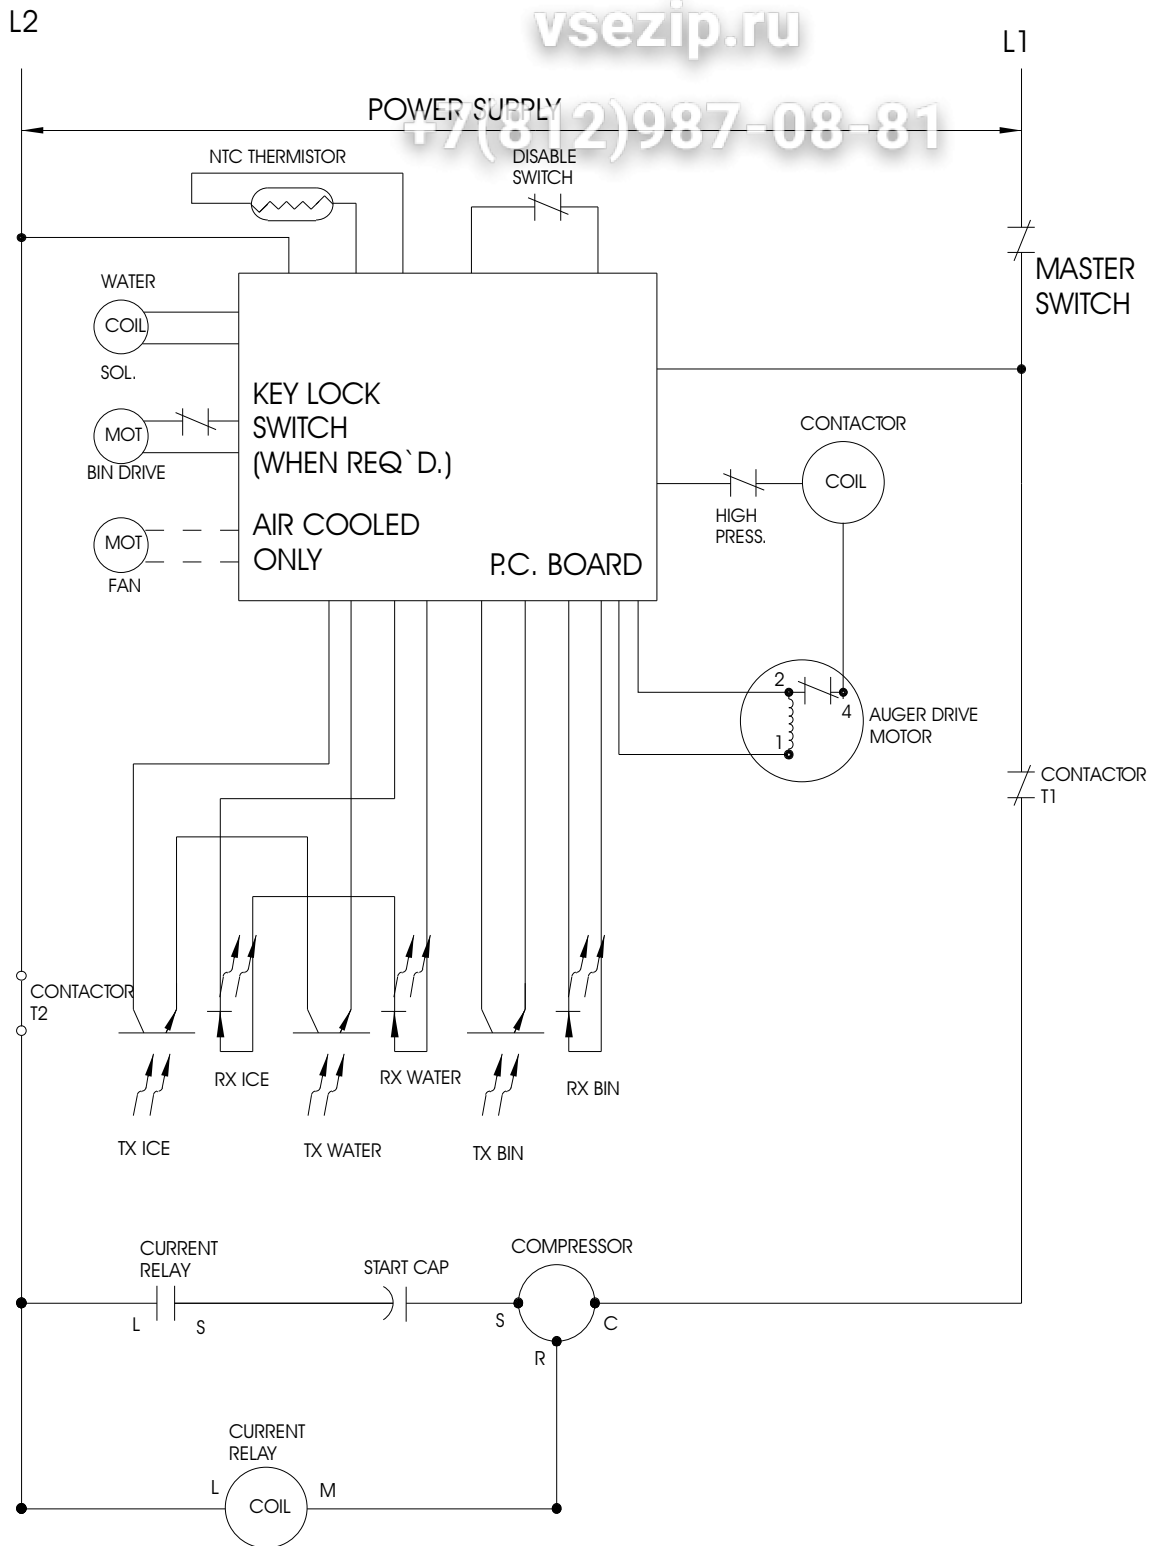 vsezip.ru
L2
L1
POWER SUPPLY
+7(812)987-08-81
NTC THERMISTOR
DISABLE
SWITCH
MASTER
SWITCH
WATER
COIL
SOL.
KEY LOCK
SWITCH
(WHEN REQ`D.)
MOT
BIN DRIVE
CONTACTOR
COIL
HIGH
PRESS.
AIR COOLED
ONLY
MOT
FAN
P.C. BOARD
2
4
1
AUGER DRIVE
MOTOR
CONTACTOR
T1
CONTACTOR
T2
RX ICE
RX WATER
RX BIN
TX ICE
TX WATER
TX BIN
CURRENT
RELAY
L
S
START CAP
COMPRESSOR
S
C
R
CURRENT
RELAY
L
M
COIL